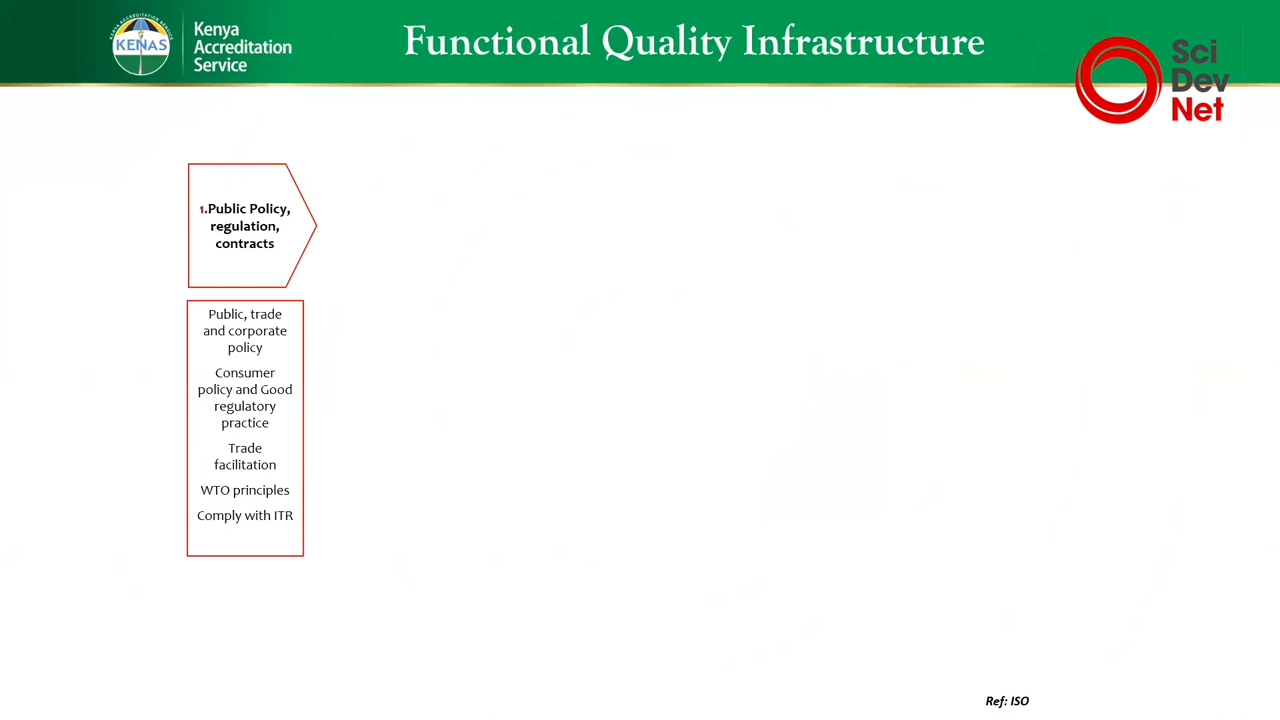 KENAS
Kenya
Accreditation
Service
Functional Quality Infrastructure
Sci
Dev
Net
1.Public Policy,
regulation,
contracts
Public, trade
and corporate
policy
Consumer
policy and Good
regulatory
practice
Trade
facilitation
WTO principles
Comply with ITR
Ref: ISO